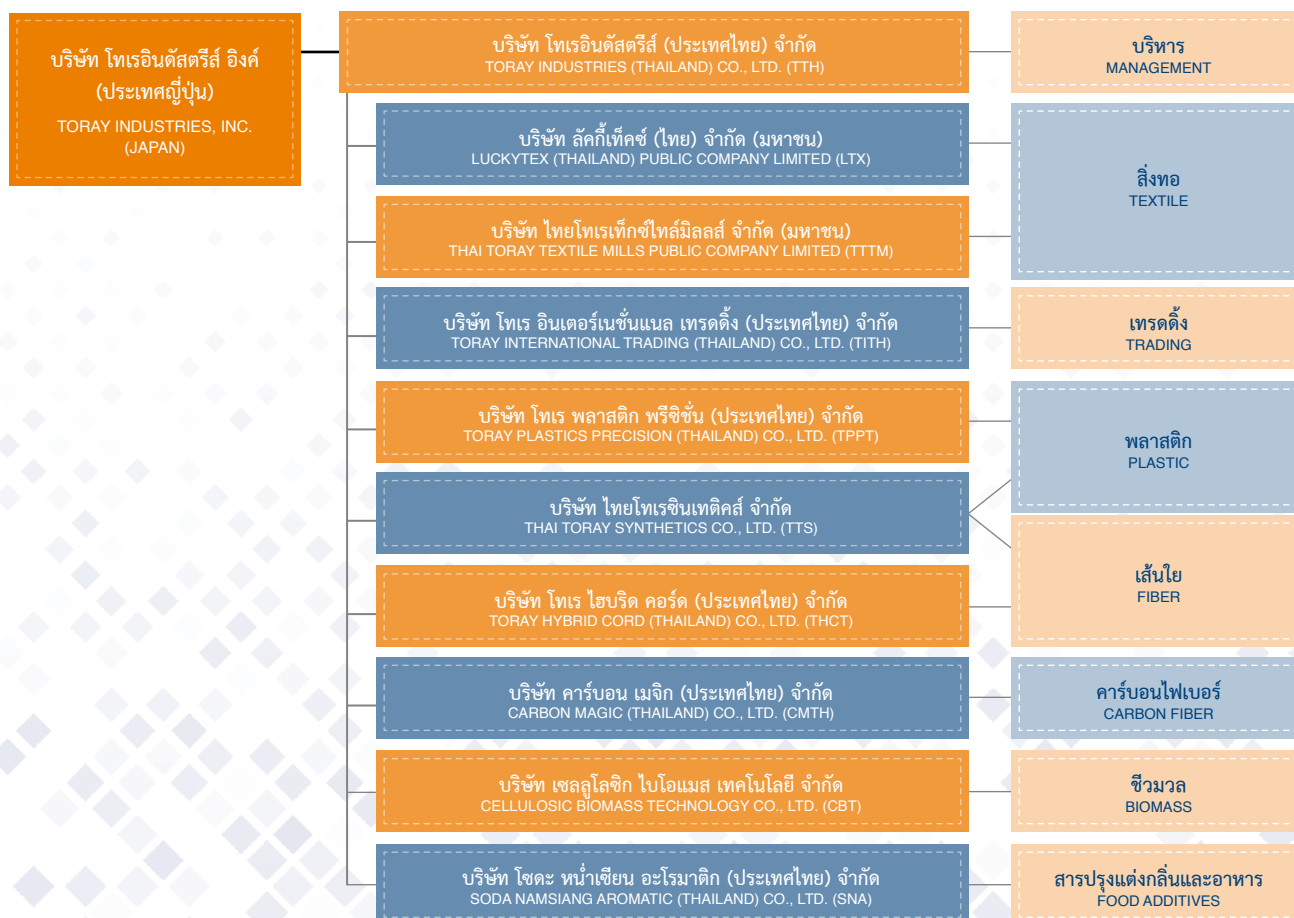 บริษัท โทเรอินดัสตรีส์ อิงค์
(ประเทศญี่ปุ่น)
TORAY INDUSTRIES, INC.
(JAPAN)
บริษัท โทเรอินดัสตรีส์ (ประเทศไทย) จำกัด
TORAY INDUSTRIES (THAILAND) CO., LTD. (TTH)
บริหาร
MANAGEMENT
บริษัท ลัคกี้เท็คซ์ (ไทย) จำกัด (มหาชน)
LUCKYTEX (THAILAND) PUBLIC COMPANY LIMITED (LTX)
สิ่งทอ
TEXTILE
บริษัท ไทยโทเรเท็กซ์ไทล์มิลลส์ จำกัด (มหาชน)
THAI TORAY TEXTILE MILLS PUBLIC COMPANY LIMITED (TTTM)
บริษัท โทเร อินเตอร์เนชั่นแนล เทรดดิ้ง (ประเทศไทย) จำกัด
TORAY INTERNATIONAL TRADING (THAILAND) CO., LTD. (TITH)
เทรดดิ้ง
TRADING
บริษัท โทเร พลาสติก พรีซิชั่น (ประเทศไทย) จำกัด
TORAY PLASTICS PRECISION (THAILAND) CO., LTD. (TPPT)
พลาสติก
PLASTIC
บริษัท ไทยโทเรซินเทติคส์ จำกัด
THAI TORAY SYNTHETICS CO., LTD. (TTS)
เส้นใย
FIBER
บริษัท โทเร ไฮบริด คอร์ด (ประเทศไทย) จำกัด
TORAY HYBRID CORD (THAILAND) CO., LTD. (THCT)
บริษัท คาร์บอน เมจิก (ประเทศไทย) จำกัด
CARBON MAGIC (THAILAND) CO., LTD. (CMTH)
คาร์บอนไฟเบอร์
CARBON FIBER
บริษัท เซลลูโลซิก ไบโอแมส เทคโนโลยี จำกัด
CELLULOSIC BIOMASS TECHNOLOGY CO., LTD. (CBT)
ชีวมวล
BIOMASS
บริษัท โซดะ หน่ำเซียน อะโรมาติก (ประเทศไทย) จำกัด
SODA NAMSIANG AROMATIC (THAILAND) CO., LTD. (SNA)
สารปรุงแต่งกลิ่นและอาหาร
FOOD ADDITIVES